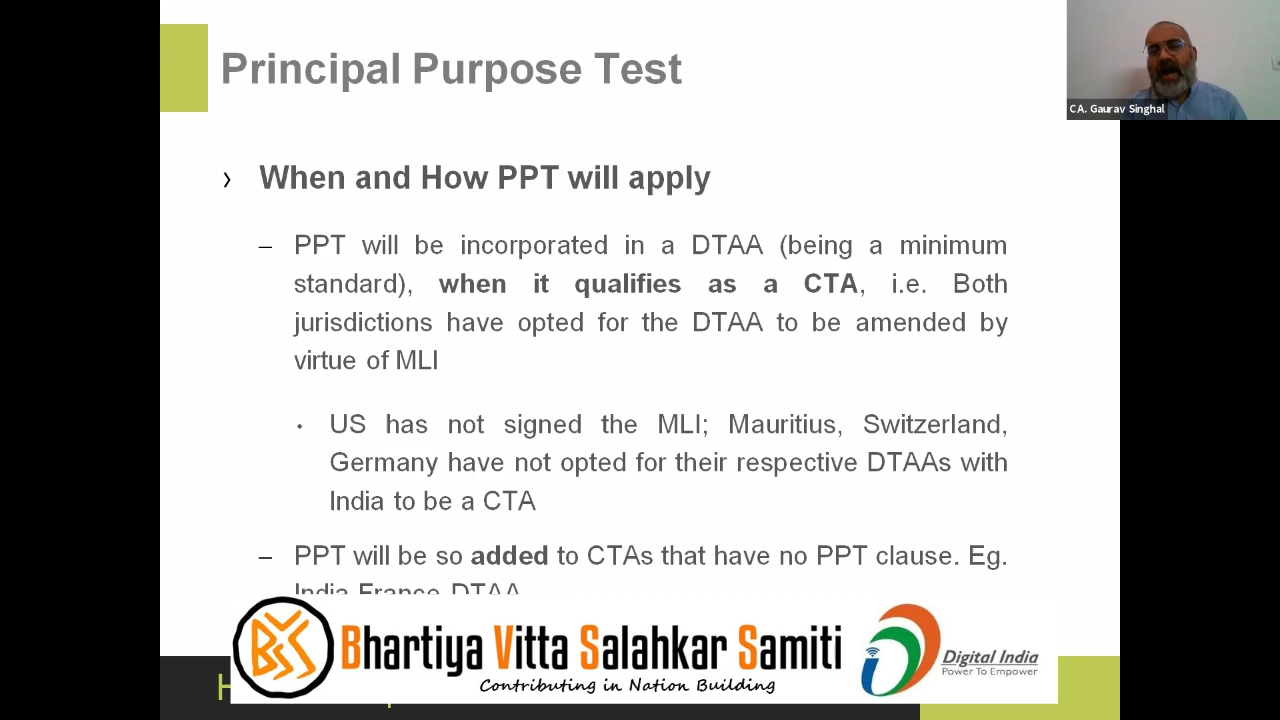 Principal Purpose Test
CA. Gaurav Singhal
› When and How PPT will apply
– PPT will be incorporated in a DTAA (being a minimum
standard), when it qualifies as a CTA, i.e. Both
jurisdictions have opted for the DTAA to be amended by
virtue of MLI
• US has not signed the MLI; Mauritius, Switzerland,
Germany have not opted for their respective DTAAs with
India to be a CTA
– PPT will be so added to CTAs that have no PPT clause. Eg.
India France DTAA
BVSS
Bhartiya Vitta Salahkar Samiti
Contributing in Nation Building
Digital India
Power To Empower